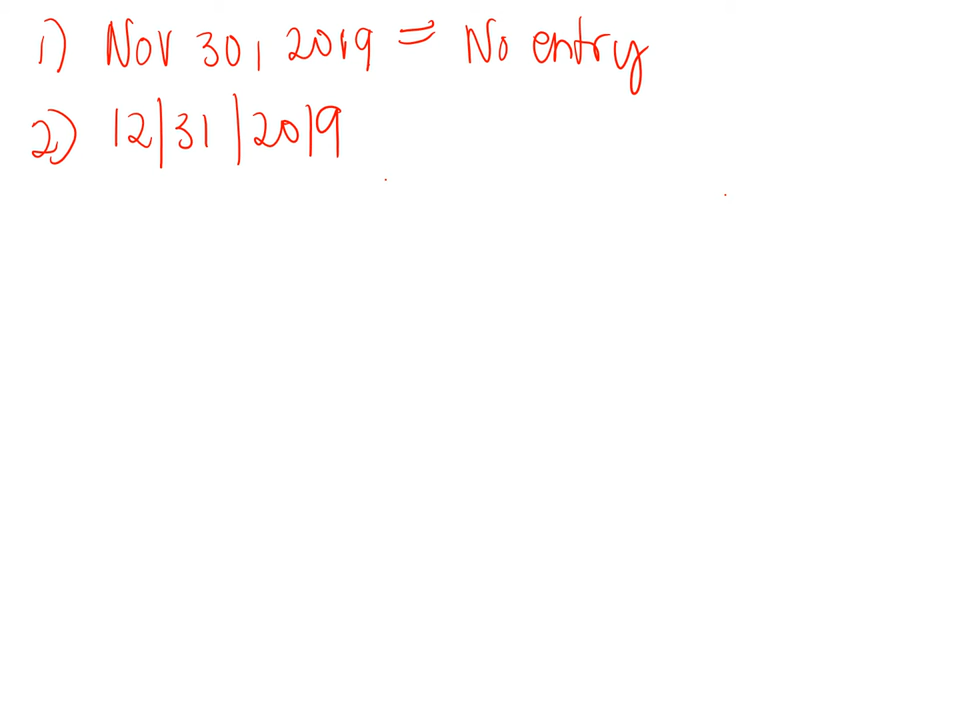 1) Nov 30, 2019 = No entry
2) 12/31/2019